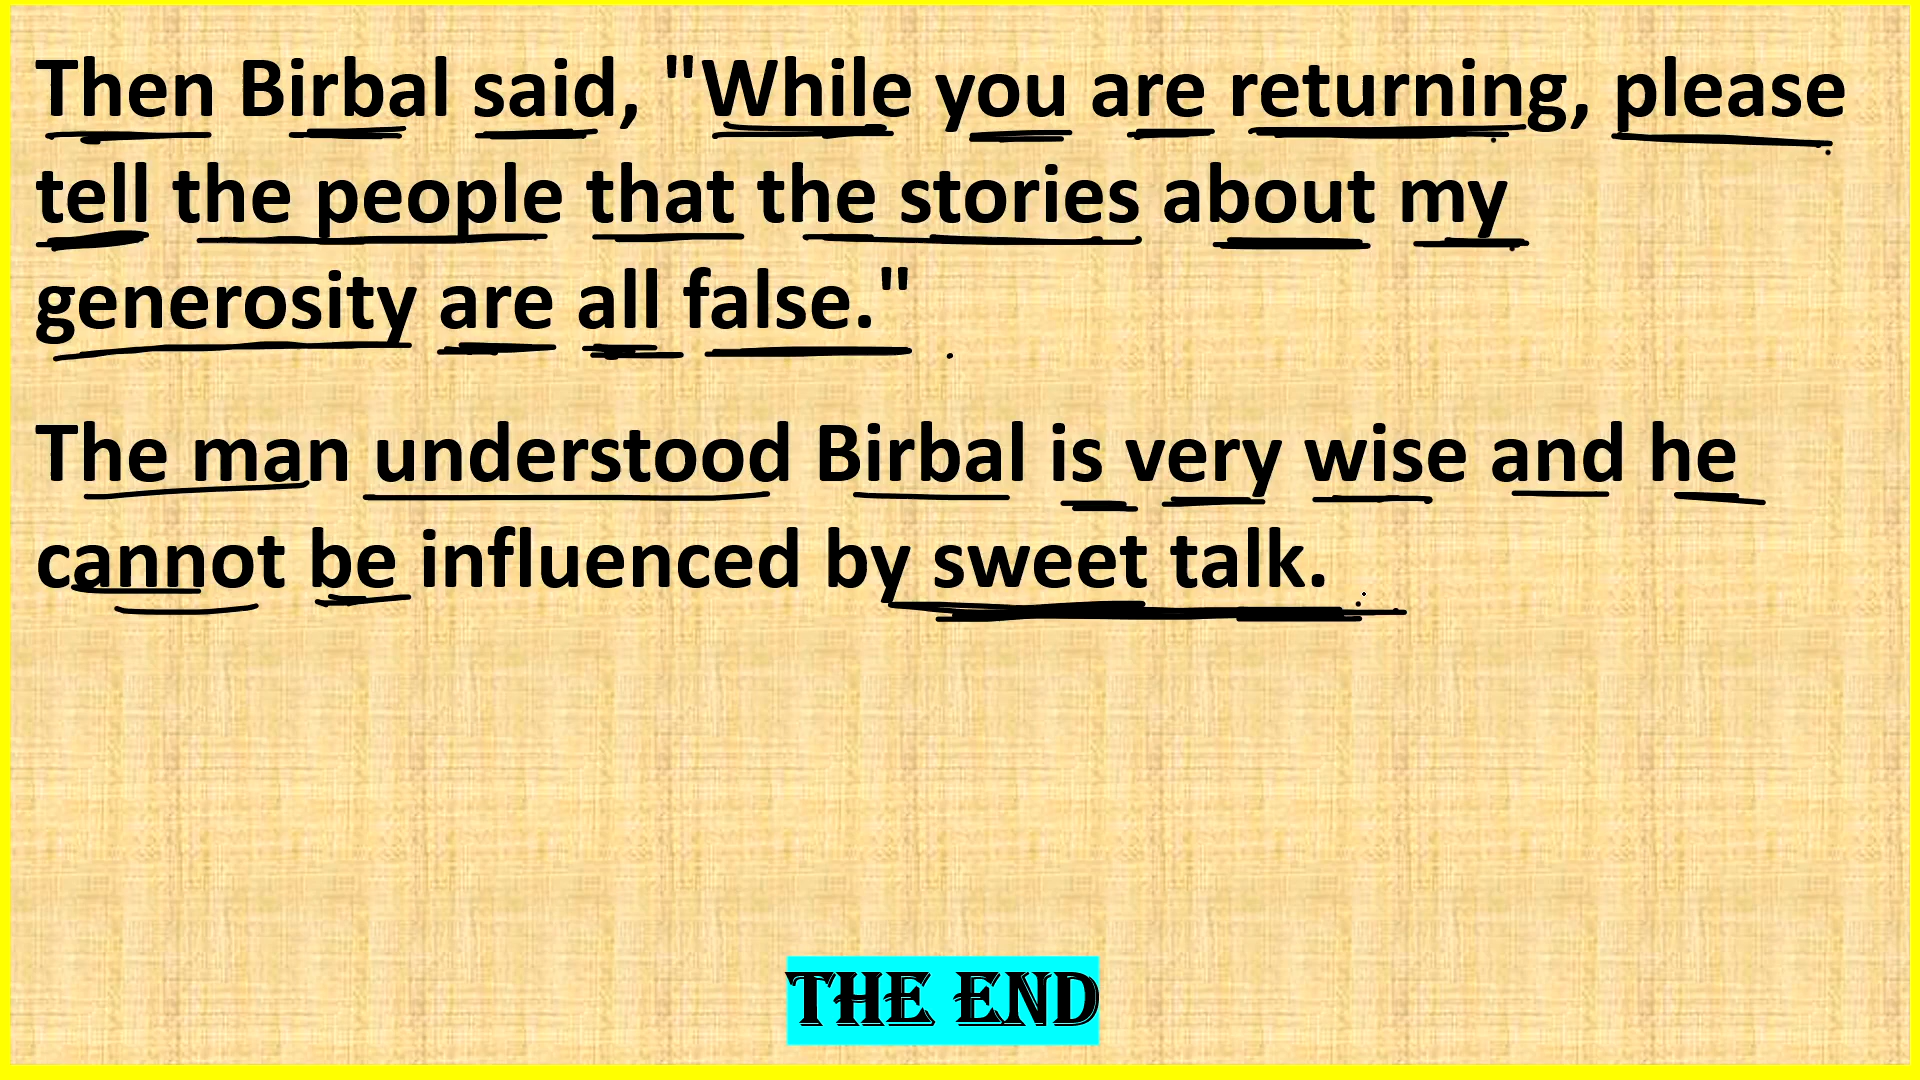 Then Birbal said, "While you are returning, please
tell the people that the stories about my
generosity are all false."
The man understood Birbal is very wise and he
cannot be influenced by sweet talk.
THE END